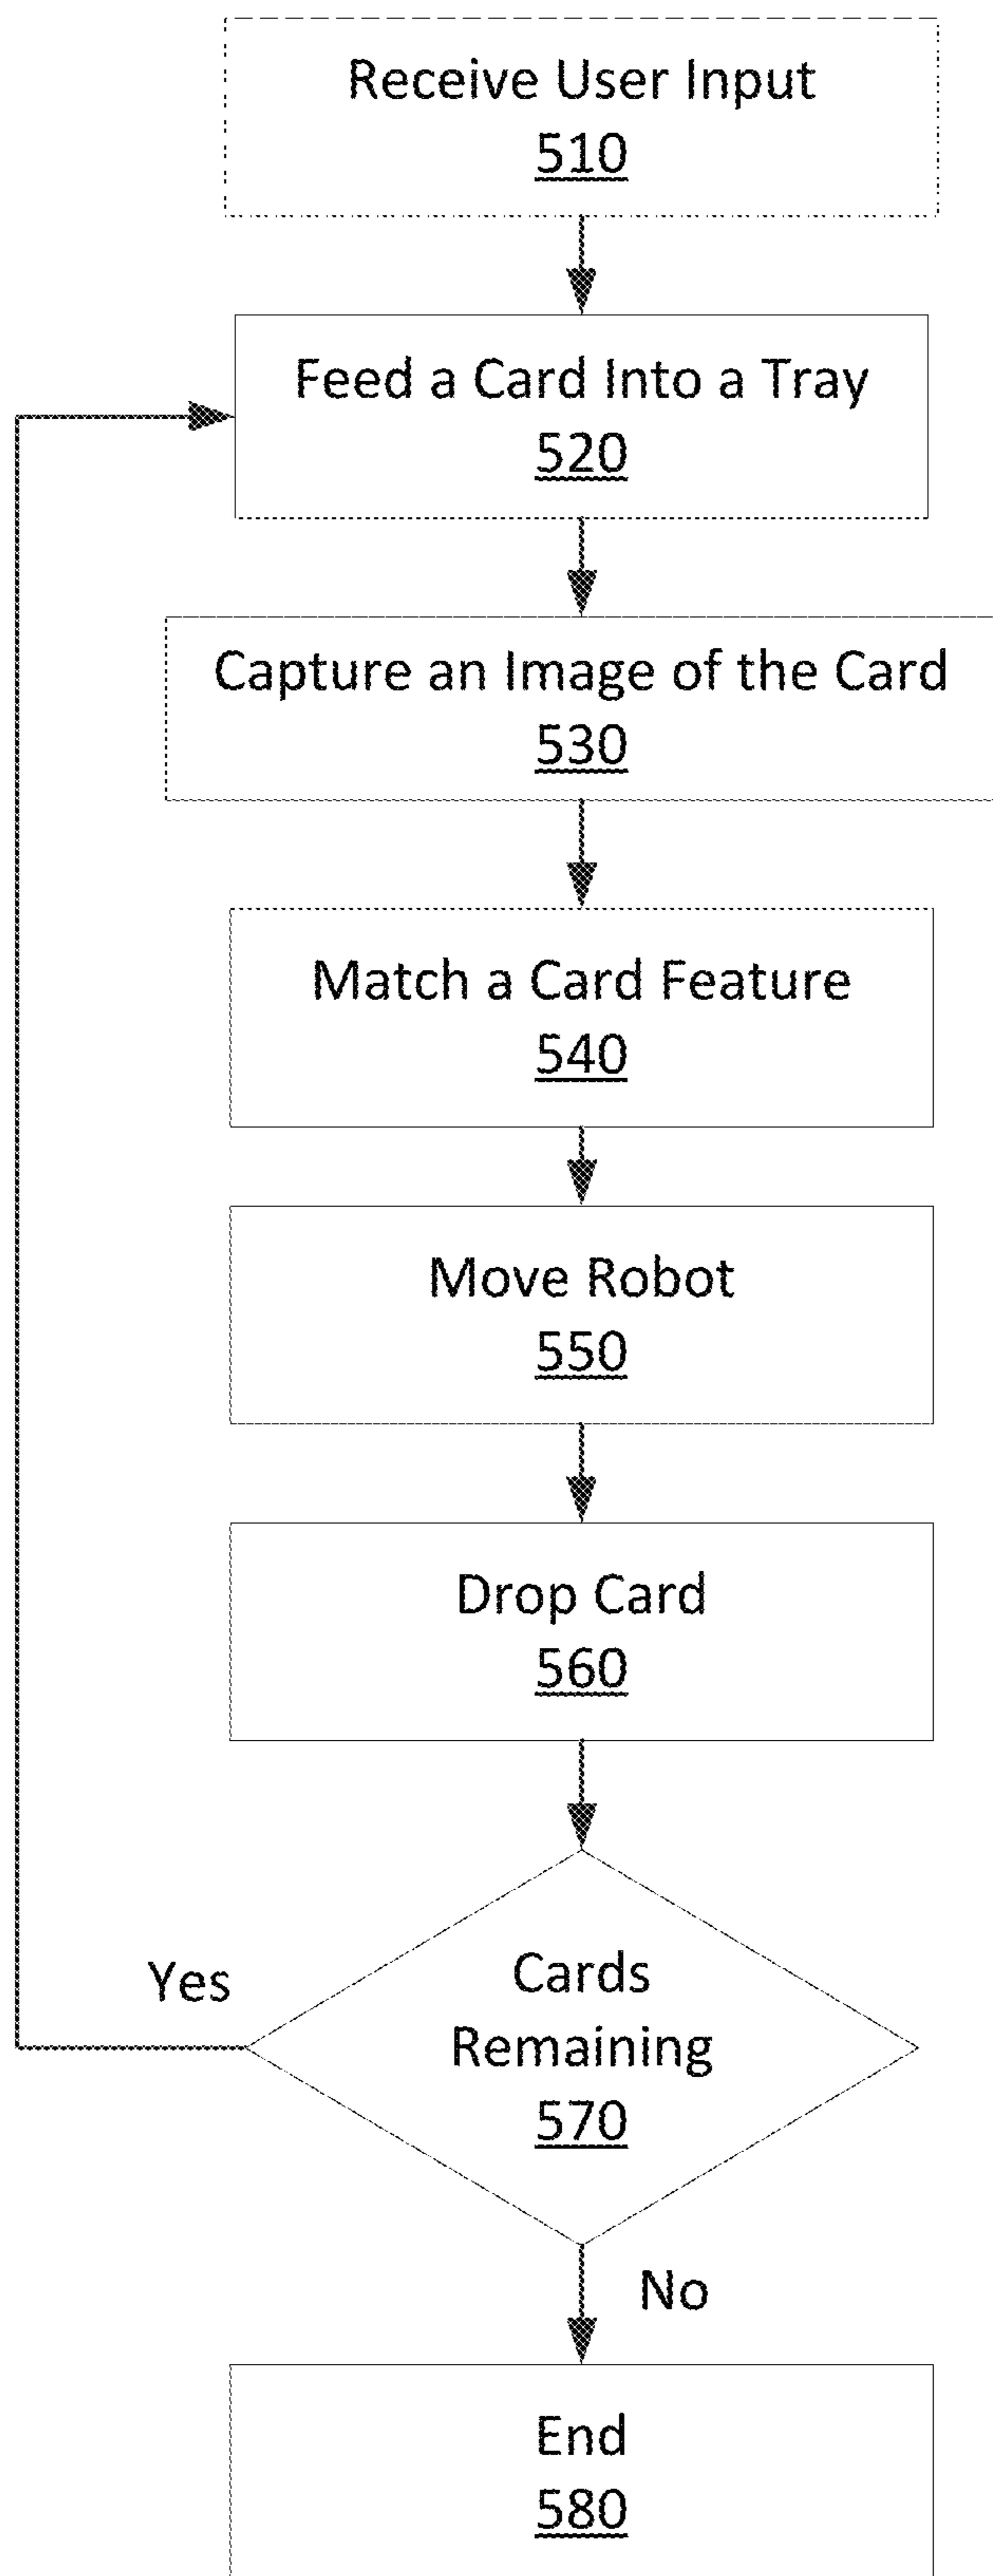 Receive User Input
510
Feed a Card Into a Tray
520
Capture an Image of the Card
530
Match a Card Feature
540
Move Robot
550
Drop Card
560
Cards
Remaining
570
Yes
No
End
580